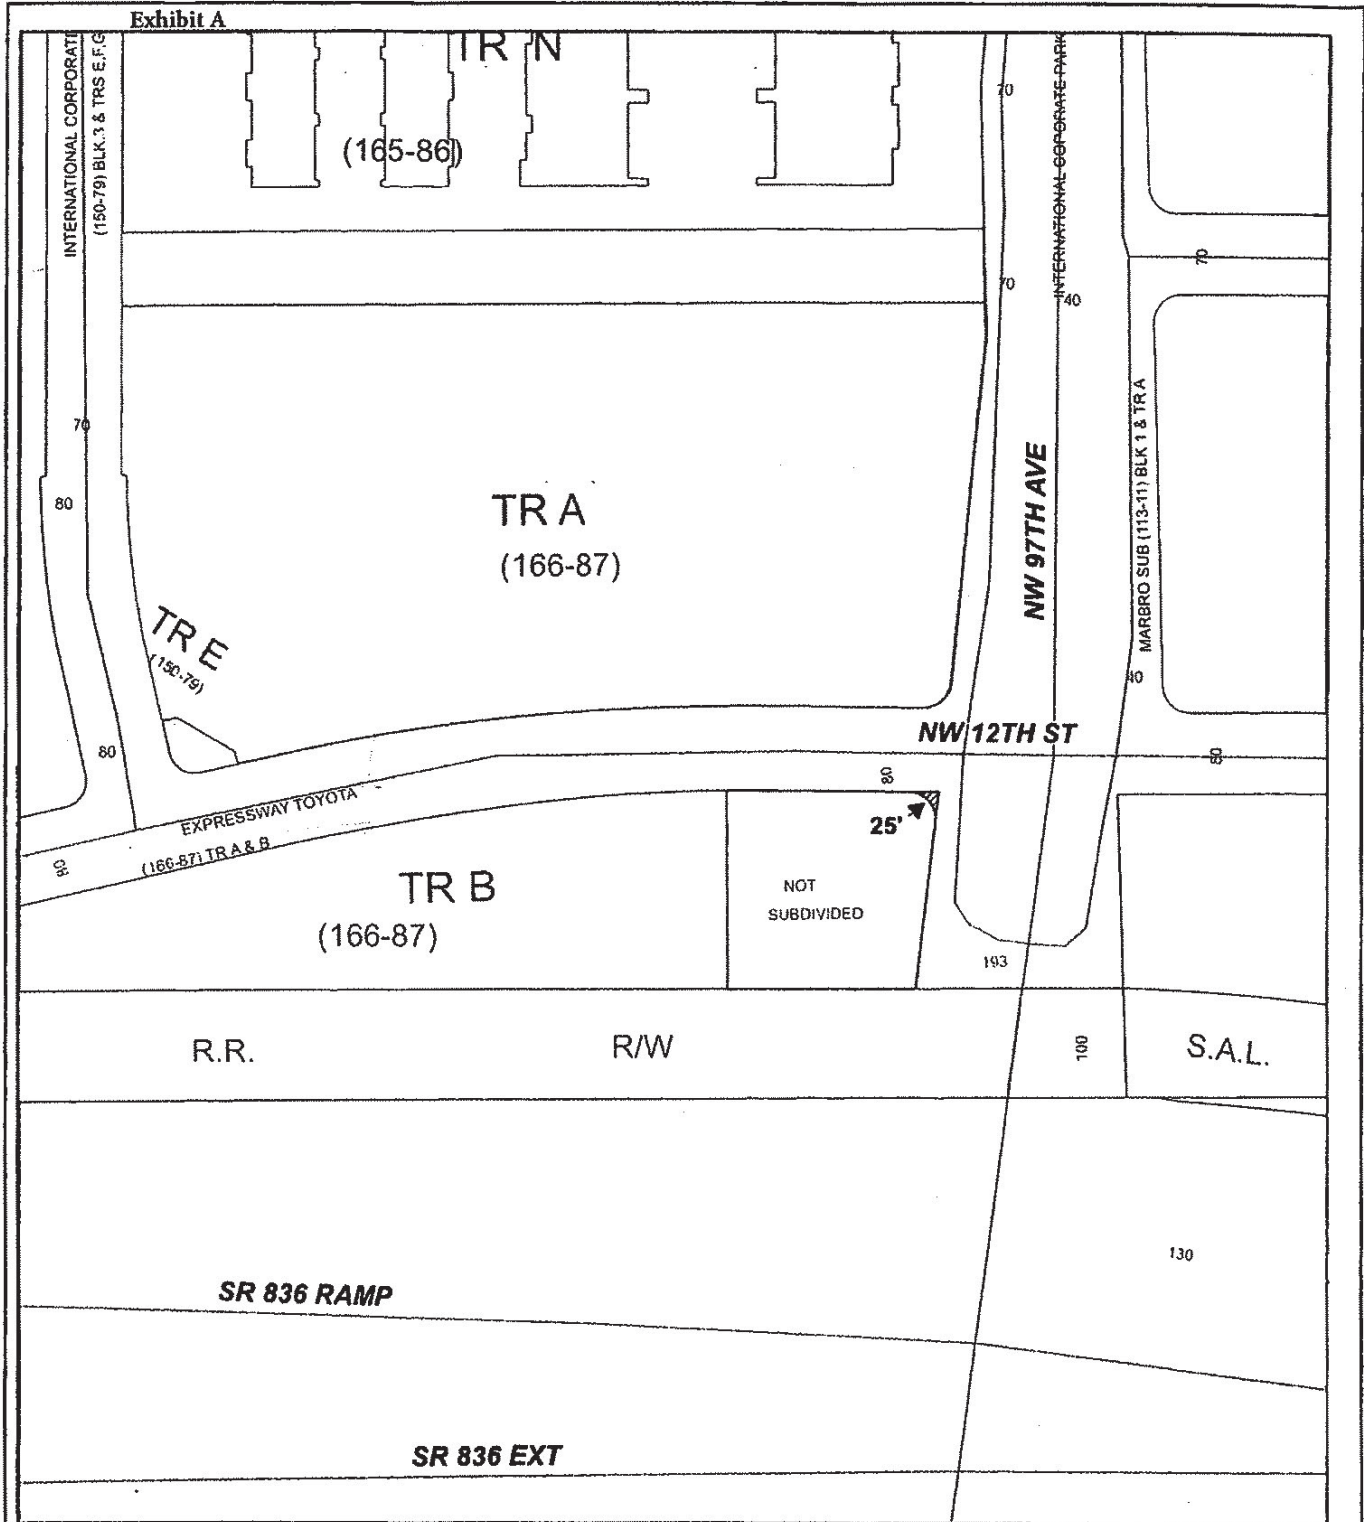 Exhibit A
TR N
INTERNATIONAL CORPORATI
(150-79) BLK.3 & TRS E,F,G
(165-86)
70
INTERNATIONAL CORPORATE PARK
70
70
40
70
80
TR A
(166-87)
NW 97TH AVE
MARBRO SUB (113-11) BLK 1 & TR A
TR E
(150-79)
40
NW 12TH ST
80
80
80
EXPRESSWAY TOYOTA
25'
(166-87) TR A & B
80
TR B
(166-87)
NOT
SUBDIVIDED
193
R.R.
R/W
100
S.A.L.
130
SR 836 RAMP
SR 836 EXT